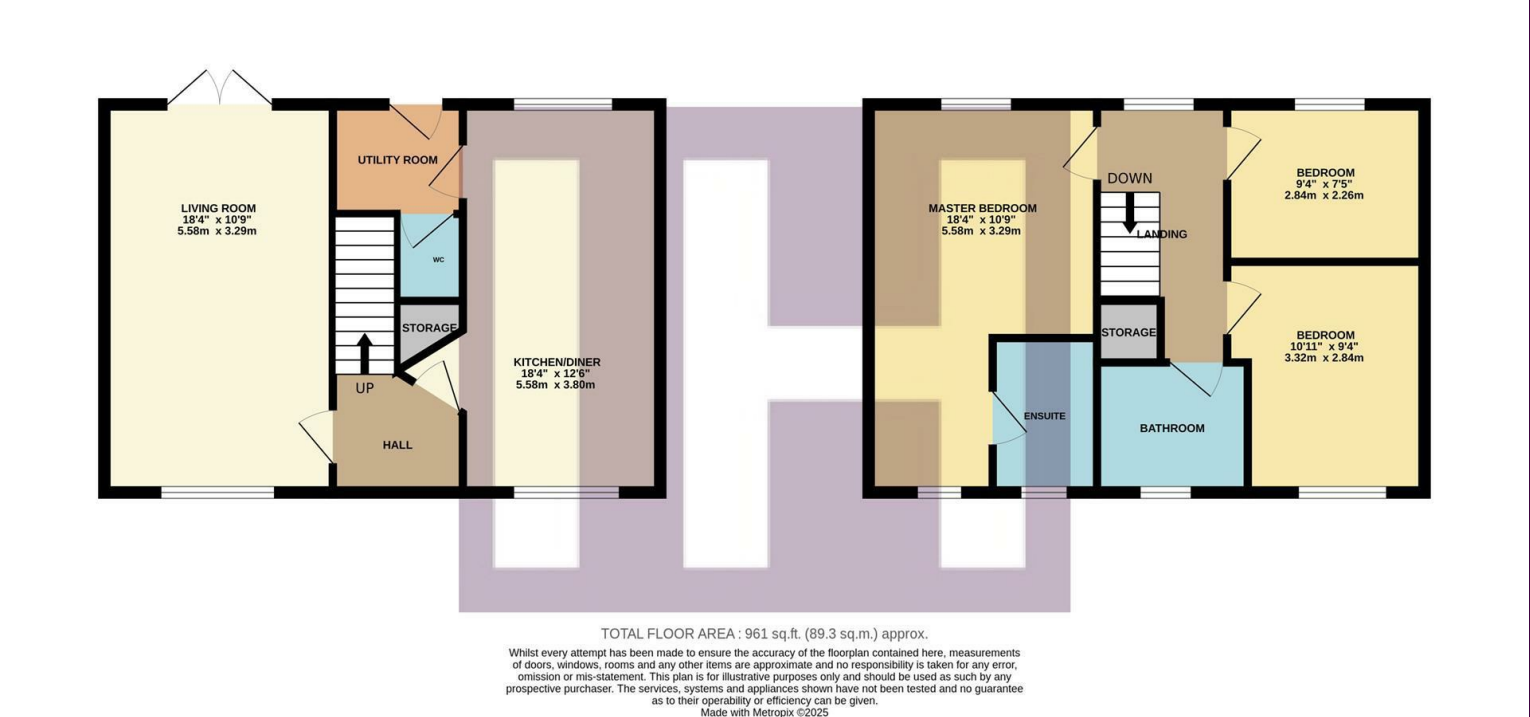 LIVING ROOM
18'4" x 10'9"
5.58m x 3.29m
UTILITY ROOM
WC
STORAGE
UP
HALL
KITCHEN/DINER
18'4" x 12'6"
5.58m x 3.80m
MASTER BEDROOM
18'4" x 10'9"
5.58m x 3.29m
DOWN
LANDING
STORAGE
ENSUITE
BATHROOM
BEDROOM
9'4" x 7'5"
2.84m x 2.26m
BEDROOM
10'11" x 9'4"
3.32m x 2.84m
TOTAL FLOOR AREA : 961 sq.ft. (89.3 sq.m.) approx.
Whilst every attempt has been made to ensure the accuracy of the floorplan contained here, measurements
of doors, windows, rooms and any other items are approximate and no responsibility is taken for any error,
omission or mis-statement. This plan is for illustrative purposes only and should be used as such by any
prospective purchaser. The services, systems and appliances shown have not been tested and no guarantee
as to their operability or efficiency can be given.
Made with Metropix ©2025